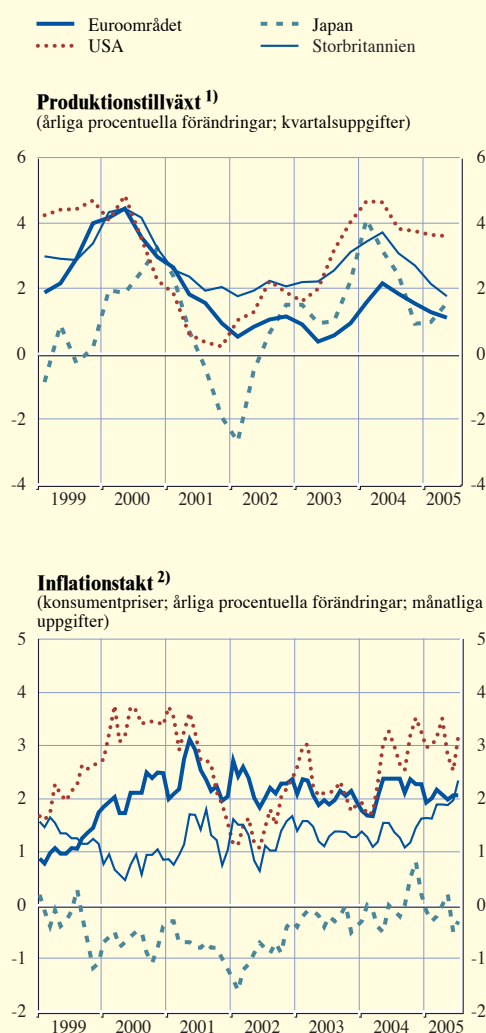 Euroområdet Japan
USA Storbritannien
Produktionstillväxt 1)
(årliga procentuella förändringar; kvartalsuppgifter)
6 6
4 4
2 2
0 0
-2 -2
-4 -4
1999 2000 2001 2002 2003 2004 2005
Inflationstakt 2)
(konsumentpriser; årliga procentuella förändringar; månatliga
uppgifter)
5 5
4 4
3 3
2 2
1 1
0 0
-1 -1
-2 -2
1999 2000 2001 2002 2003 2004 2005